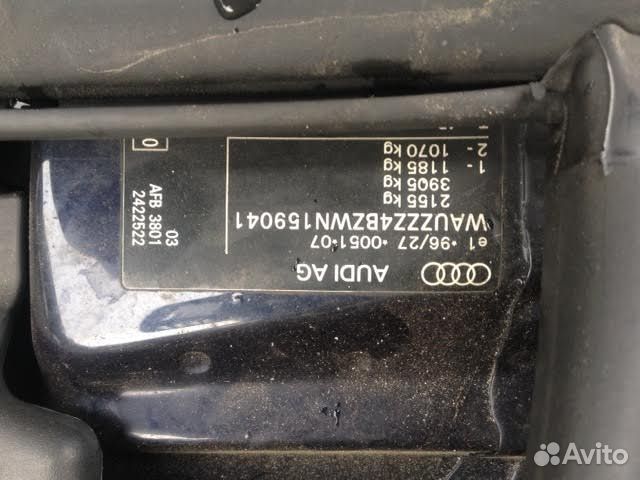 AUDI AG
e1 *96/27 *0051*07
WAUZZZ4BZWN159041
2155 kg
3905 kg
1- 1185 kg
2- 1070 kg
03
AFB 3801
2422522
0
Avito